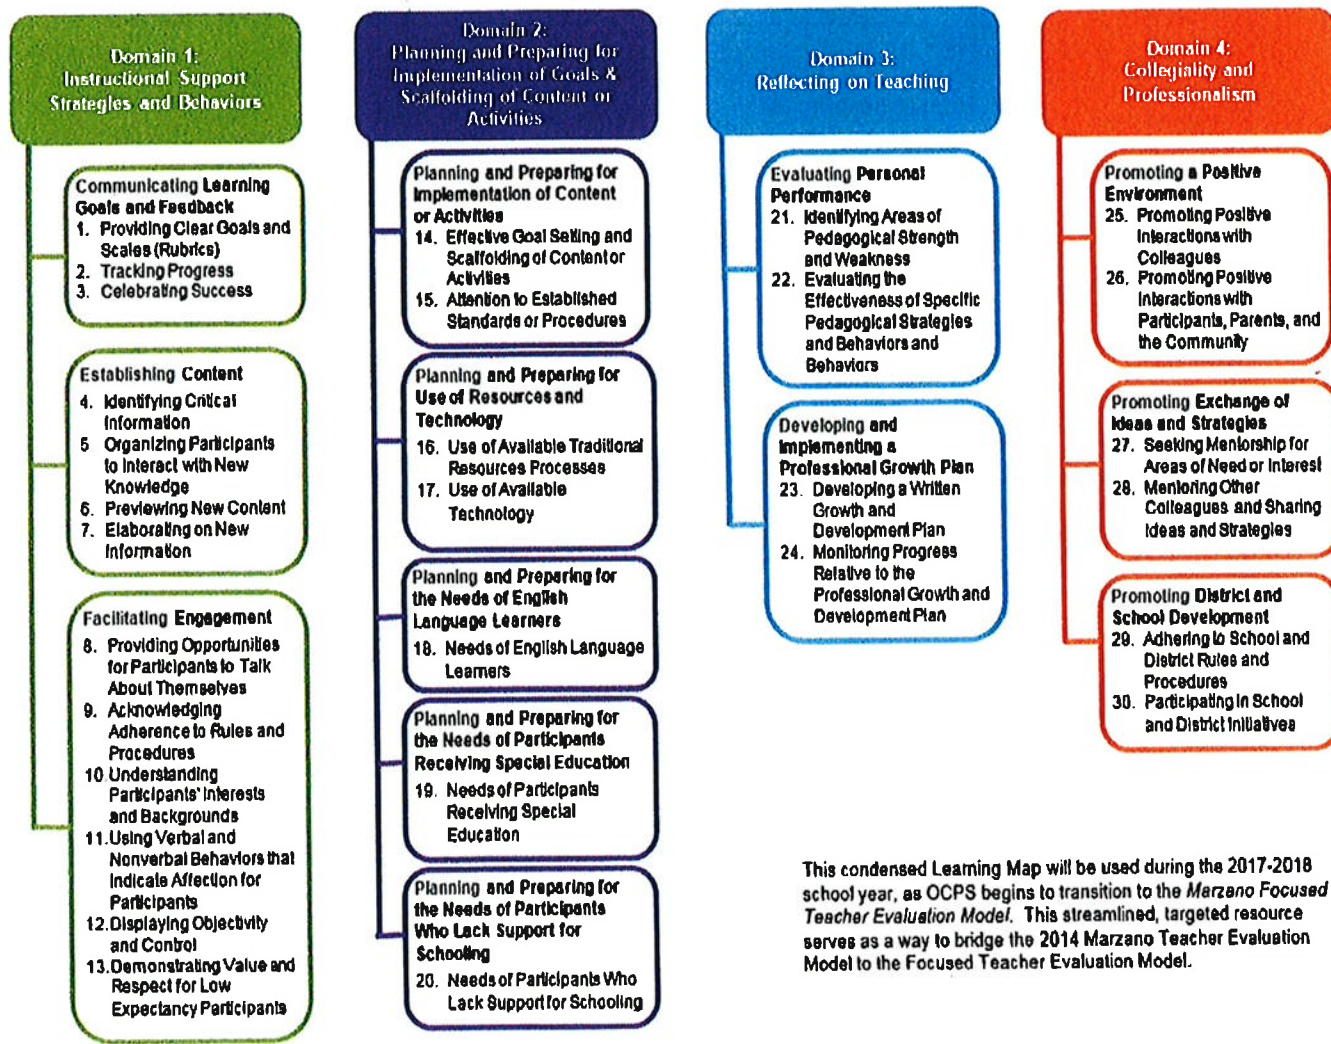 Domain 1:
Instructional Support
Strategies and Behaviors
Communicating Learning
Goals and Feedback
1. Providing Clear Goals and
Scales (Rubrics)
2. Tracking Progress
3. Celebrating Success
Establishing Content
4. Identifying Critical
Information
5 Organizing Participants
to Interact with New
Knowledge
6. Previewing New Content
7. Elaborating on New
Information
Facilitating Engagement
8. Providing Opportunities
for Participants to Talk
About Themselves
9. Acknowledging
Adherence to Rules and
Procedures
10. Understanding
Participants' Interests
and Backgrounds
11. Using Verbal and
Nonverbal Behaviors that
Indicate Affection for
Participants
12. Displaying Objectivity
and Control
13. Demonstrating Value and
Respect for Low
Expectancy Participants
Domain 2:
Planning and Preparing for
Implementation of Goals &
Scaffolding of Content or
Activities
Planning and Preparing for
Implementation of Content
or Activities
14. Effective Goal Setting and
Scaffolding of Content or
Activities
15. Attention to Established
Standards or Procedures
Planning and Preparing for
Use of Resources and
Technology
16. Use of Available Traditional
Resources Processes
17. Use of Available
Technology
Planning and Preparing for
the Needs of English
Language Learners
18. Needs of English Language
Learners
Planning and Preparing for
the Needs of Participants
Receiving Special Education
19. Needs of Participants
Receiving Special
Education
Planning and Preparing for
the Needs of Participants
Who Lack Support for
Schooling
20. Needs of Participants Who
Lack Support for Schooling
Domain 3:
Reflecting on Teaching
Evaluating Personal
Performance
21. Identifying Areas of
Pedagogical Strength
and Weakness
22. Evaluating the
Effectiveness of Specific
Pedagogical Strategies
and Behaviors and
Behaviors
Developing and
Implementing a
Professional Growth Plan
23. Developing a Written
Growth and
Development Plan
24. Monitoring Progress
Relative to the
Professional Growth and
Development Plan
Domain 4:
Collegiality and
Professionalism
Promoting a Positive
Environment
25. Promoting Positive
Interactions with
Colleagues
26. Promoting Positive
Interactions with
Participants, Parents, and
the Community
Promoting Exchange of
Ideas and Strategies
27. Seeking Mentorship for
Areas of Need or Interest
28. Mentoring Other
Colleagues and Sharing
Ideas and Strategies
Promoting District and
School Development
29. Adhering to School and
District Rules and
Procedures
30. Participating in School
and District Initiatives
This condensed Learning Map will be used during the 2017-2018
school year, as OCPS begins to transition to the Marzano Focused
Teacher Evaluation Model. This streamlined, targeted resource
serves as a way to bridge the 2014 Marzano Teacher Evaluation
Model to the Focused Teacher Evaluation Model.